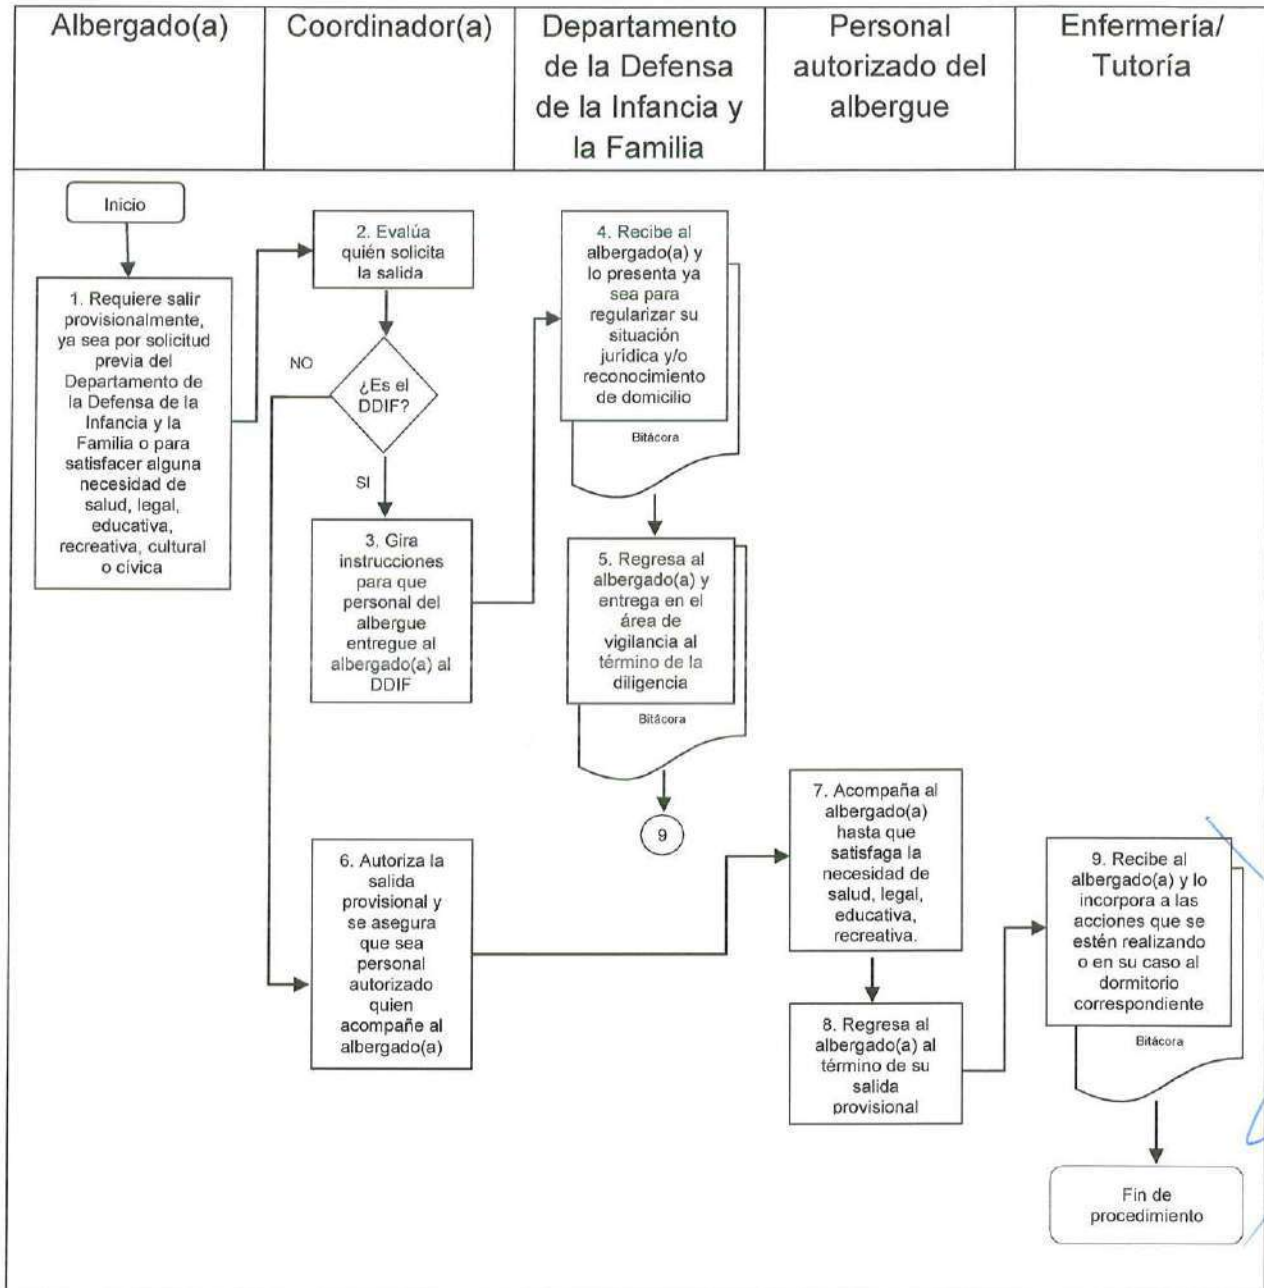 Albergado(a)
Coordinador(a)
Departamento
de la Defensa
de la Infancia y
la Familia
Personal
autorizado del
albergue
Enfermería/
Tutoría
Inicio
1. Requiere salir
provisionalmente,
ya sea por solicitud
previa del
Departamento de
la Defensa de la
Infancia y la
Familia o para
satisfacer alguna
necesidad de
salud, legal,
educativa,
recreativa, cultural
o cívica
2. Evalúa
quién solicita
la salida
¿Es el
DDIF?
NO
SI
3. Gira
instrucciones
para que
personal del
albergue
entregue al
albergado(a) al
DDIF
4. Recibe al
albergado(a) y
lo presenta ya
sea para
regularizar su
situación
jurídica y/o
reconocimiento
de domicilio
Bitácora
5. Regresa al
albergado(a) y
entrega en el
área de
vigilancia al
término de la
diligencia
Bitácora
9
6. Autoriza la
salida
provisional y
se asegura
que sea
personal
autorizado
quien
acompañe al
albergado(a)
7. Acompaña al
albergado(a)
hasta que
satisfaga la
necesidad de
salud, legal,
educativa,
recreativa.
8. Regresa al
albergado(a) al
término de su
salida
provisional
9. Recibe al
albergado(a) y lo
incorpora a las
acciones que se
estén realizando
o en su caso al
dormitorio
correspondiente
Bitácora
Fin de
procedimiento